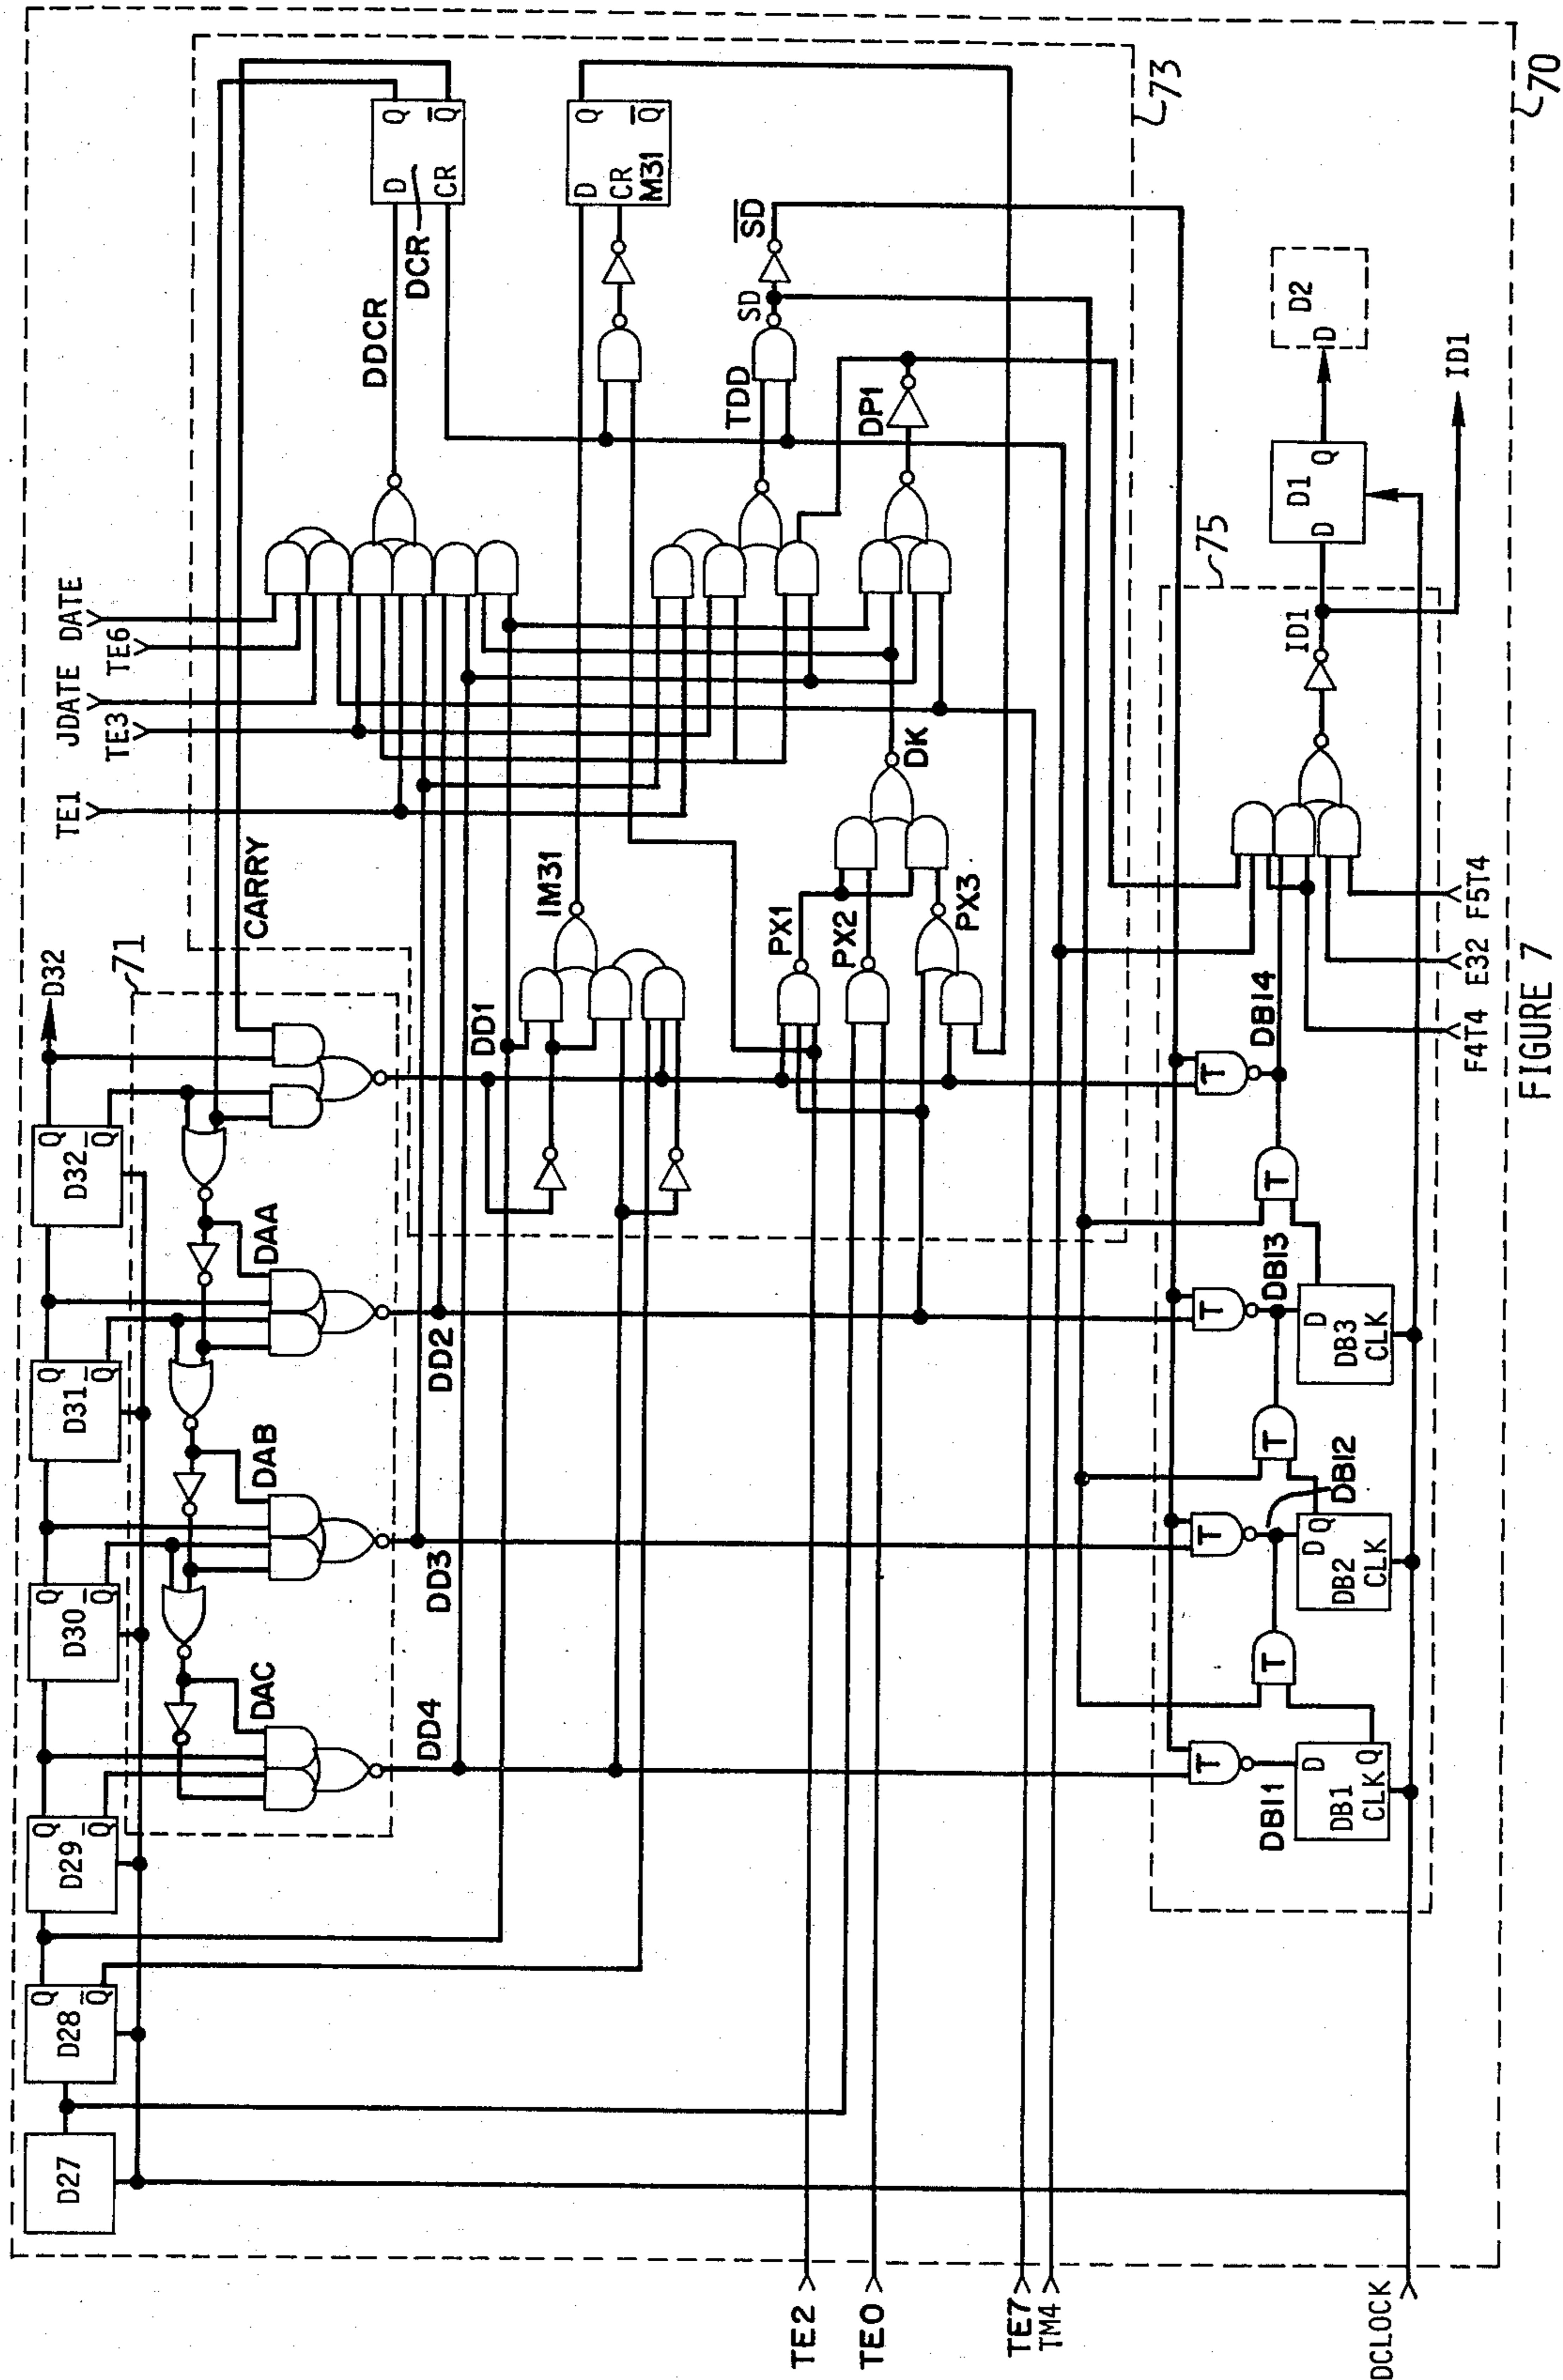 DATE
TE6
JDATE
TE3
TE1
D32
71
CARRY
D27
D28
Q
Q
D29
Q
Q
D30
Q
Q
D31
Q
Q
D32
Q
Q
DAC
DAB
DAA
DD4
DD3
DD2
DD1
IM31
DDCR
DCR
D
Q
CR
Q
D
Q
CR
Q
M31
PX1
PX2
PX3
DK
DP1
TDD
SD
SD
73
70
75
TE2
TE0
TE7
TM4
DCLOCK
T
T
T
T
T
T
T
DBI1
DBI2
DBI3
DBI4
D
DB1
Q
CLK
D
Q
DB2
CLK
D
DB3
CLK
F4T4
E32
F5T4
ID1
D
D1
Q
D2
D
ID1
FIGURE 7